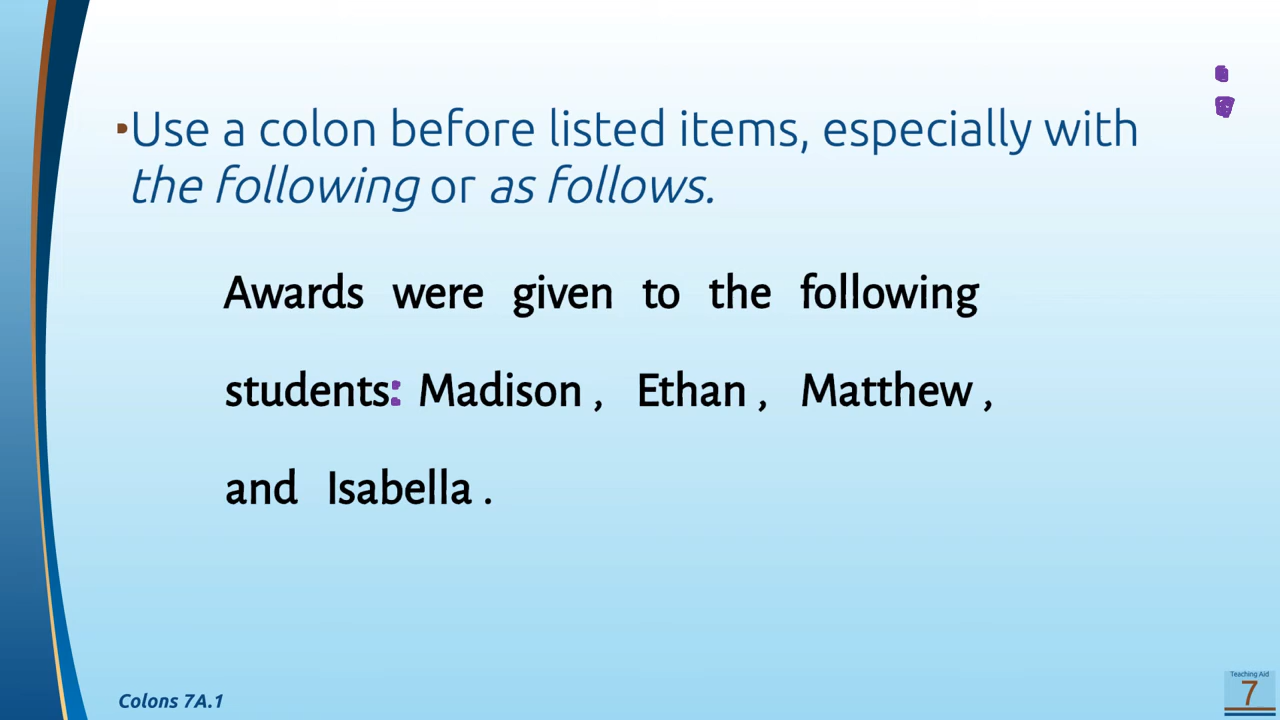 Use a colon before listed items, especially with
the following or as follows.
Awards were given to the following
students: Madison , Ethan , Matthew ,
and Isabella .
Colons 7A.1
Teaching Aid
7